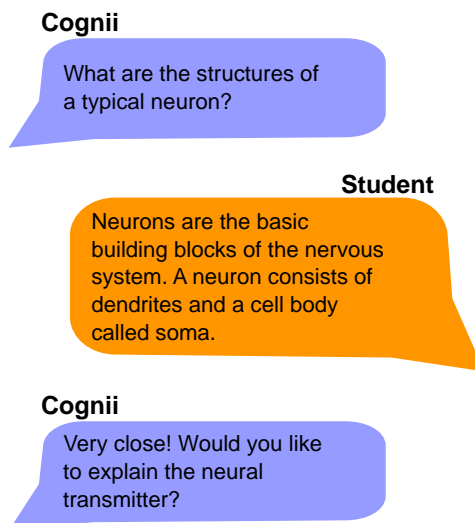 Cognii
What are the structures of
a typical neuron?
Student
Neurons are the basic
building blocks of the nervous
system. A neuron consists of
dendrites and a cell body
called soma.
Cognii
Very close! Would you like
to explain the neural
transmitter?